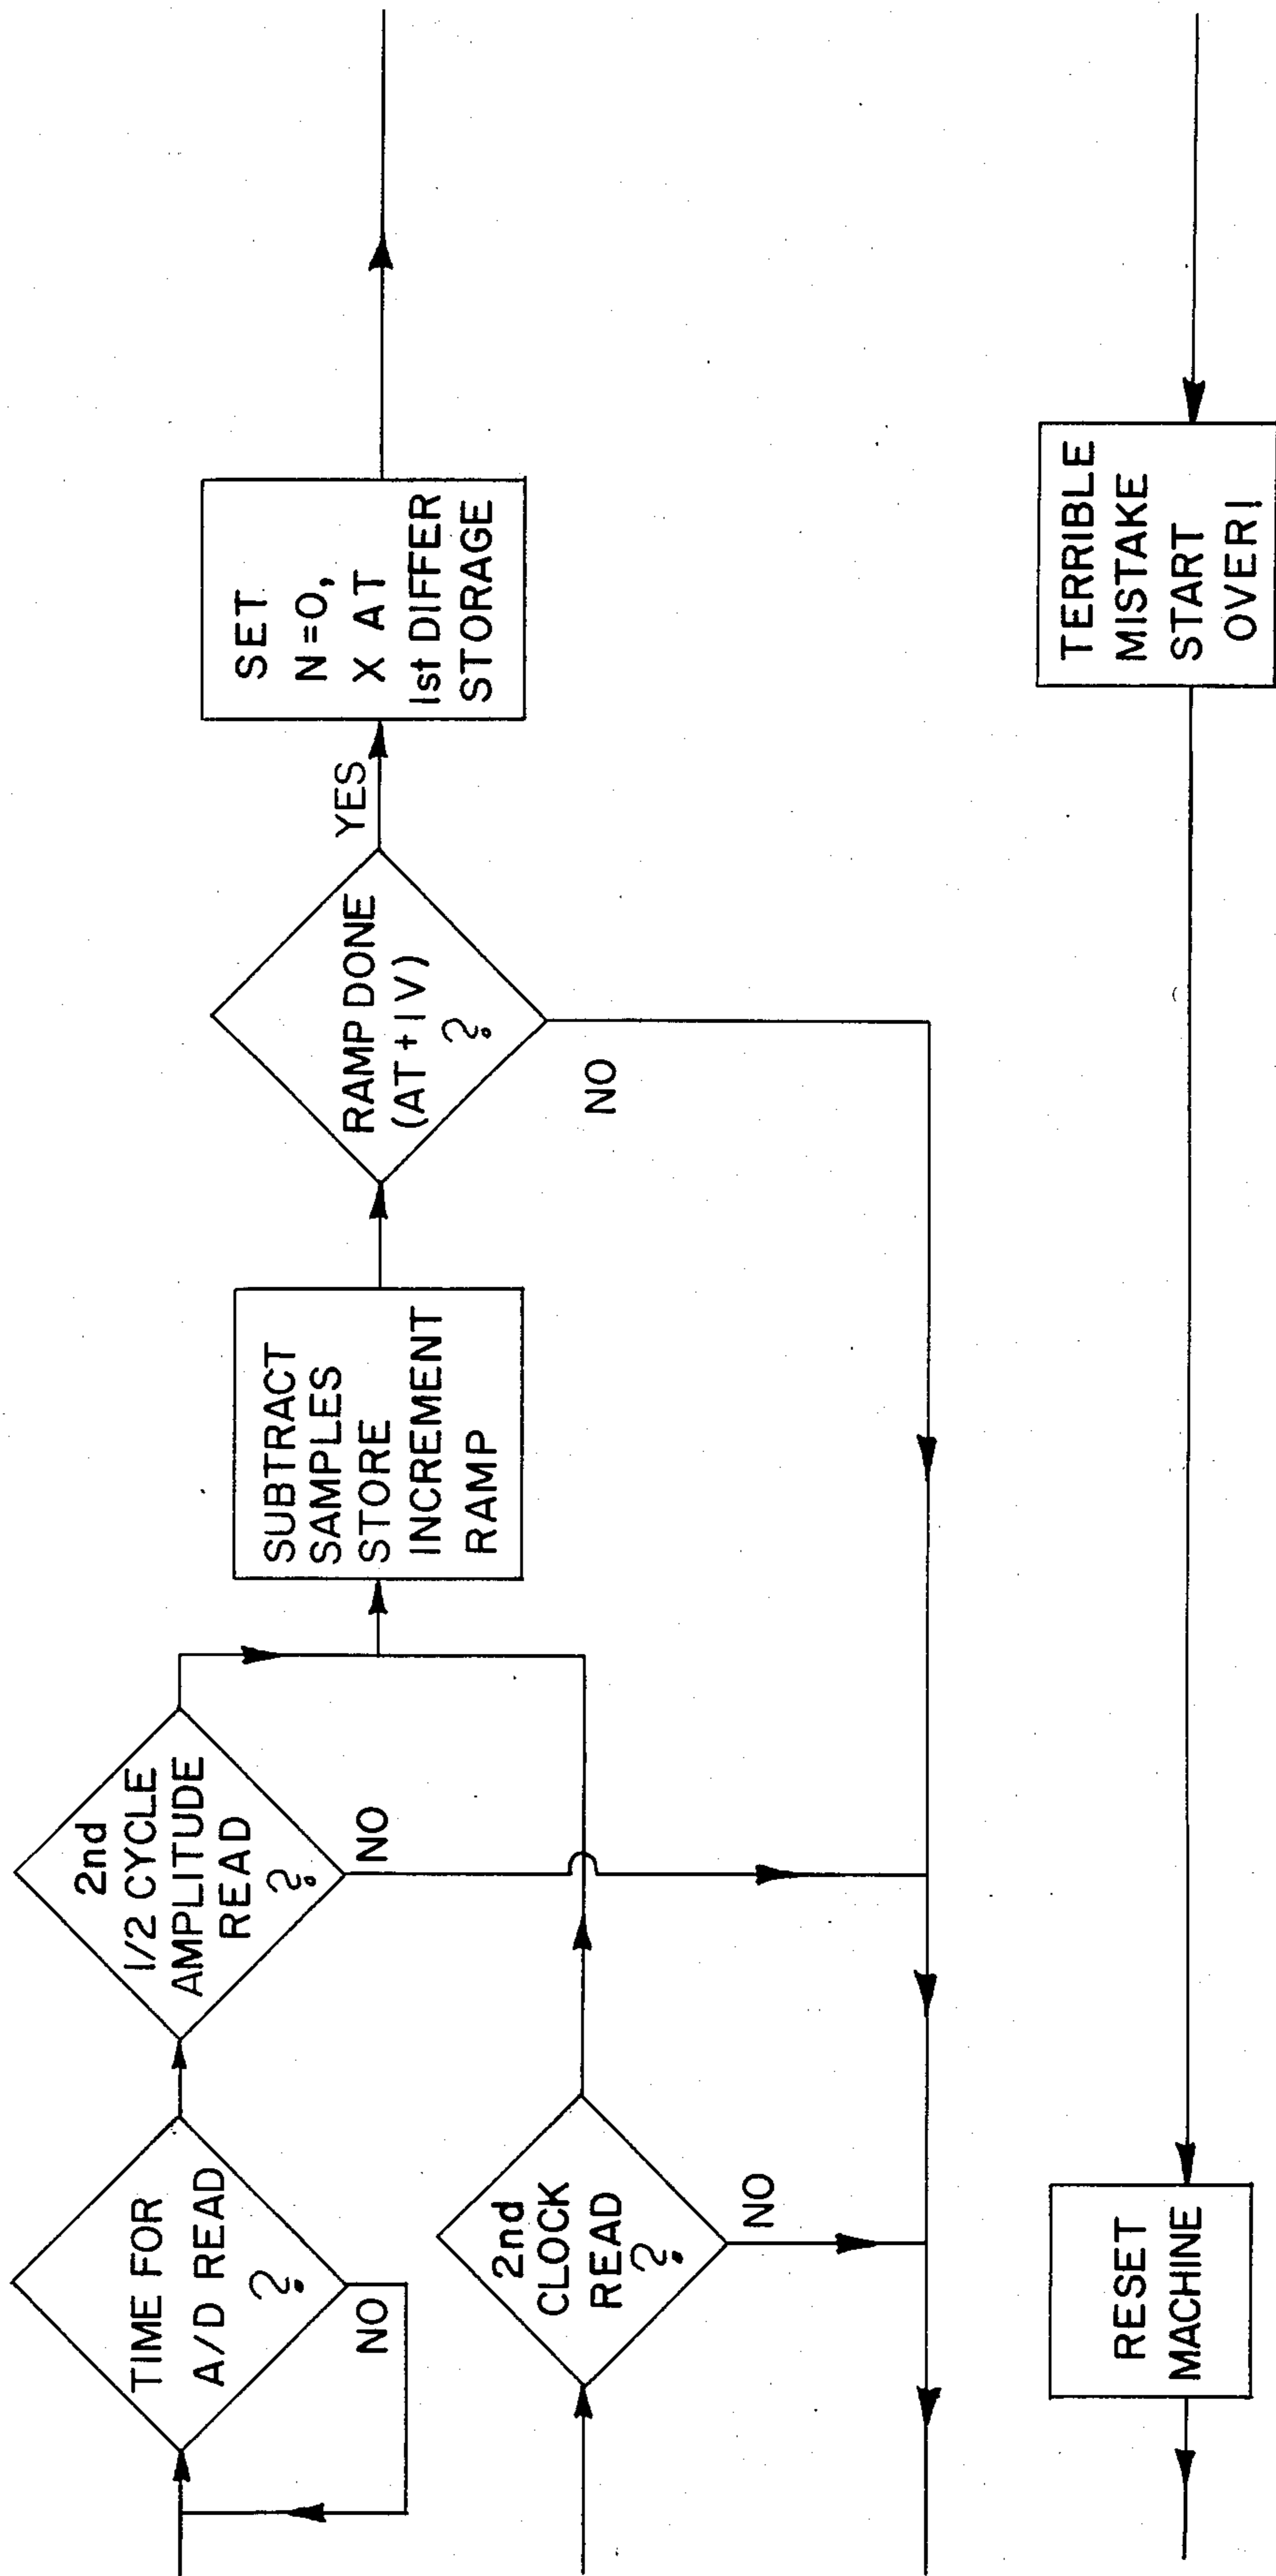 TIME FOR
A/D READ
?
NO
2nd
1/2 CYCLE
AMPLITUDE
READ
?
NO
2nd
CLOCK
READ
?
NO
SUBTRACT
SAMPLES
STORE
INCREMENT
RAMP
RAMP DONE
(AT + 1 V)
?
YES
NO
SET
N=0,
X AT
1st DIFFER
STORAGE
RESET
MACHINE
TERRIBLE
MISTAKE
START
OVER!